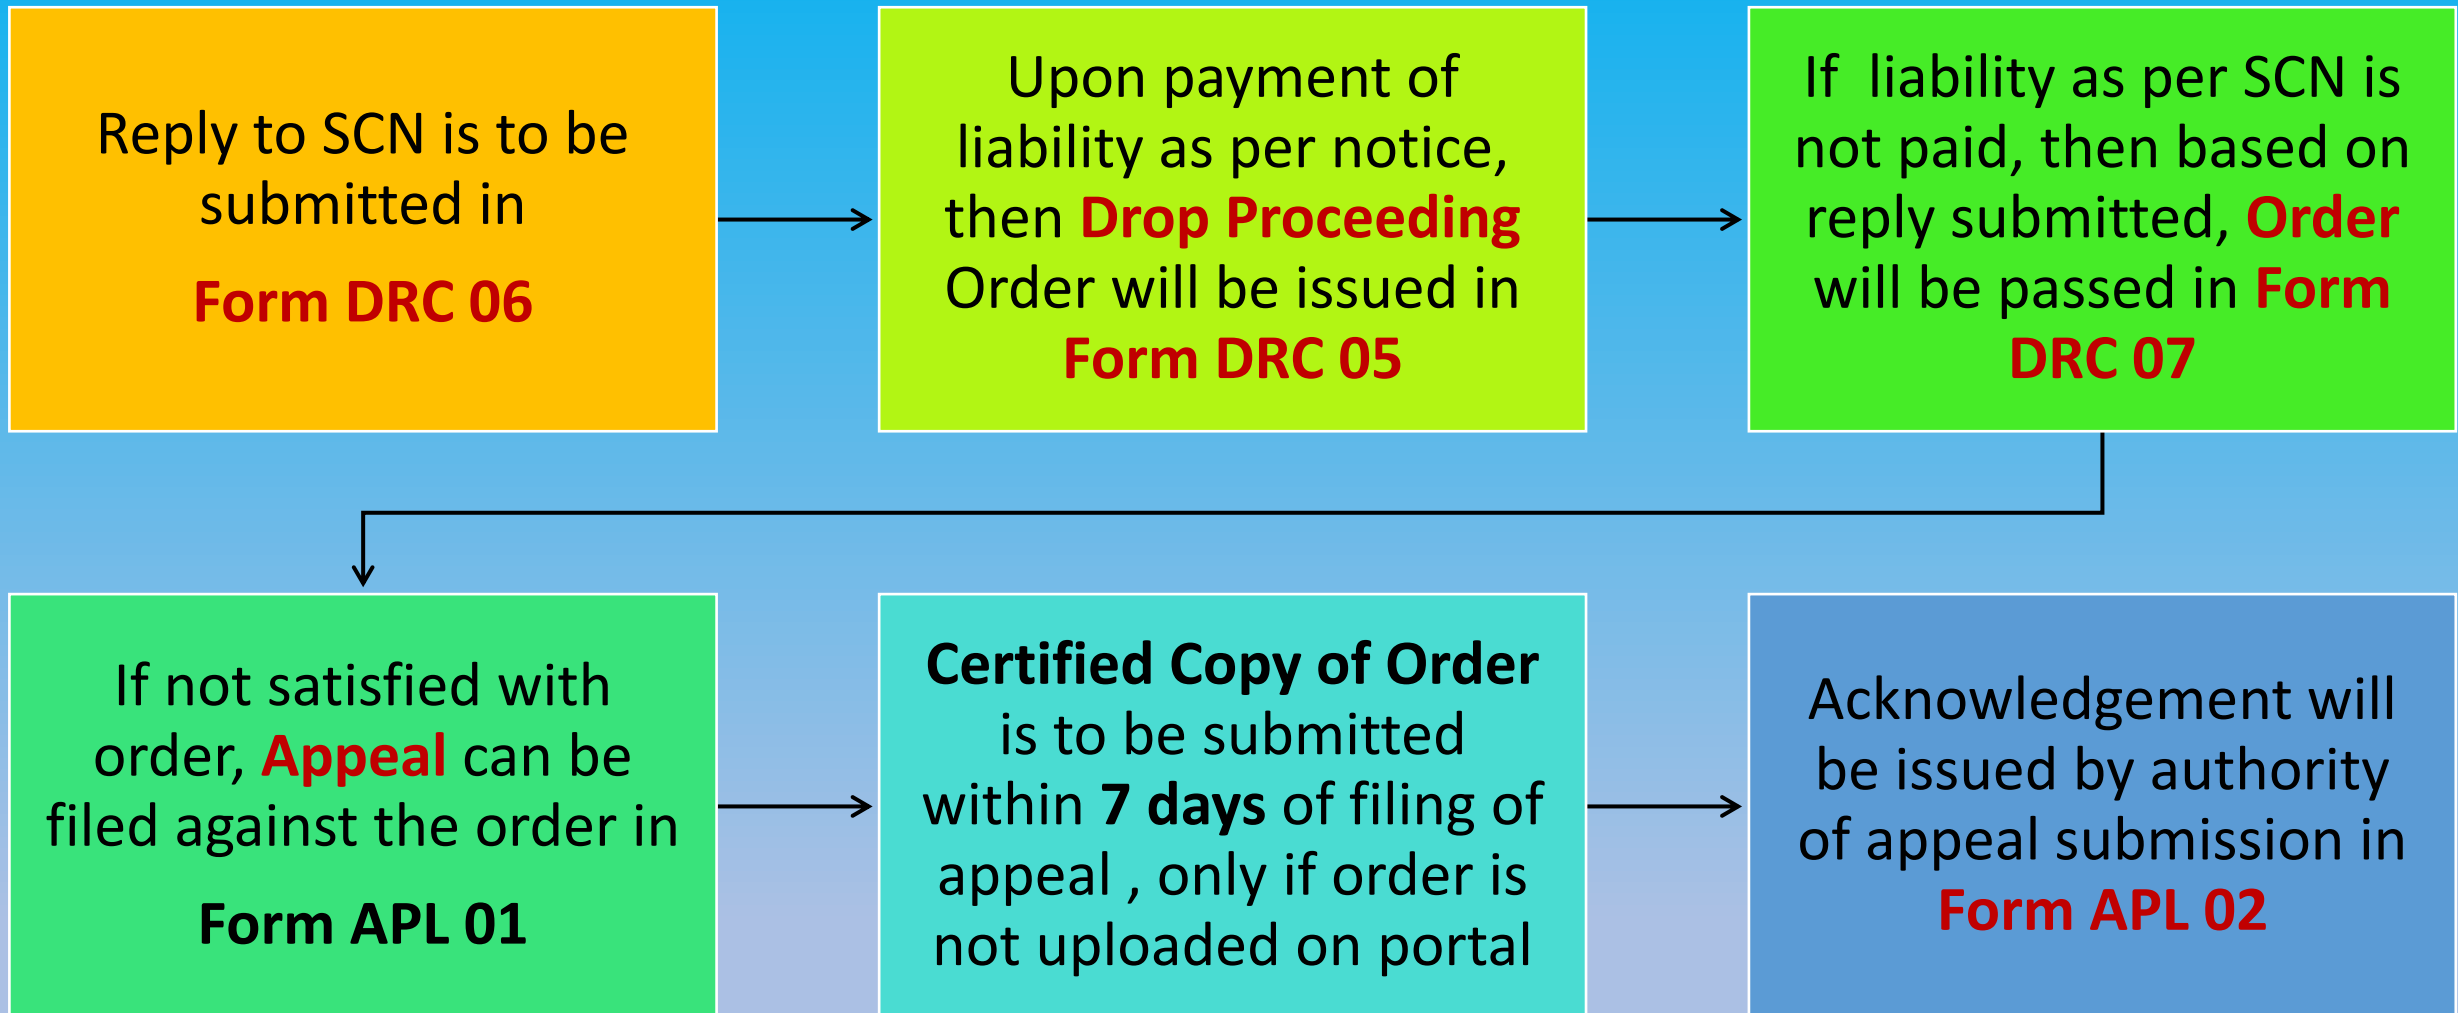 Reply to SCN is to be
submitted in
Form DRC 06
Upon payment of
liability as per notice,
then Drop Proceeding
Order will be issued in
Form DRC 05
If  liability as per SCN is
not paid, then based on
reply submitted, Order
will be passed in Form
DRC 07
If not satisfied with
order, Appeal can be
filed against the order in
Form APL 01
Certified Copy of Order
is to be submitted
within 7 days of filing of
appeal , only if order is
not uploaded on portal
Acknowledgement will
be issued by authority
of appeal submission in
Form APL 02